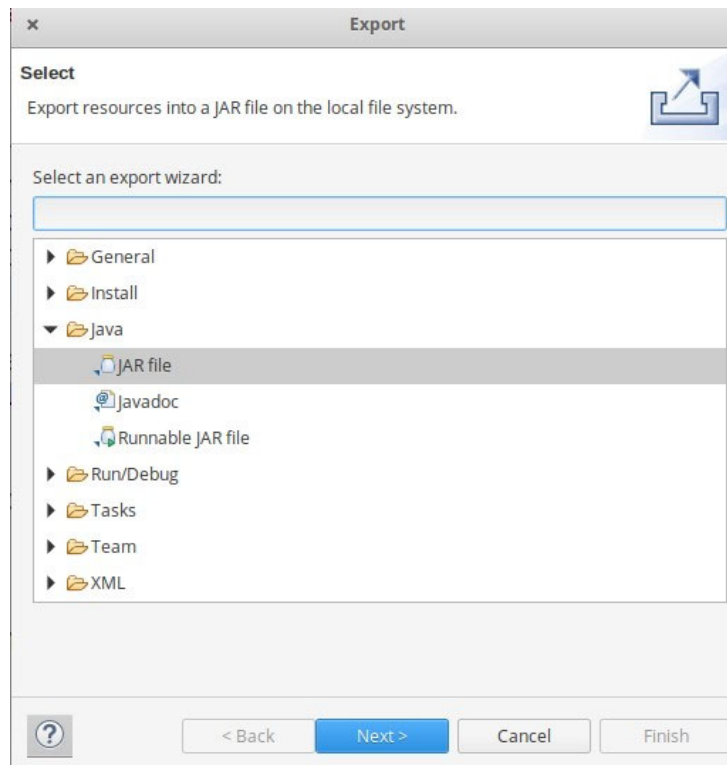 Export
Select
Export resources into a JAR file on the local file system.
Select an export wizard:
General
Install
Java
JAR file
Javadoc
Runnable JAR file
Run/Debug
Tasks
Team
XML
? < Back Next > Cancel Finish